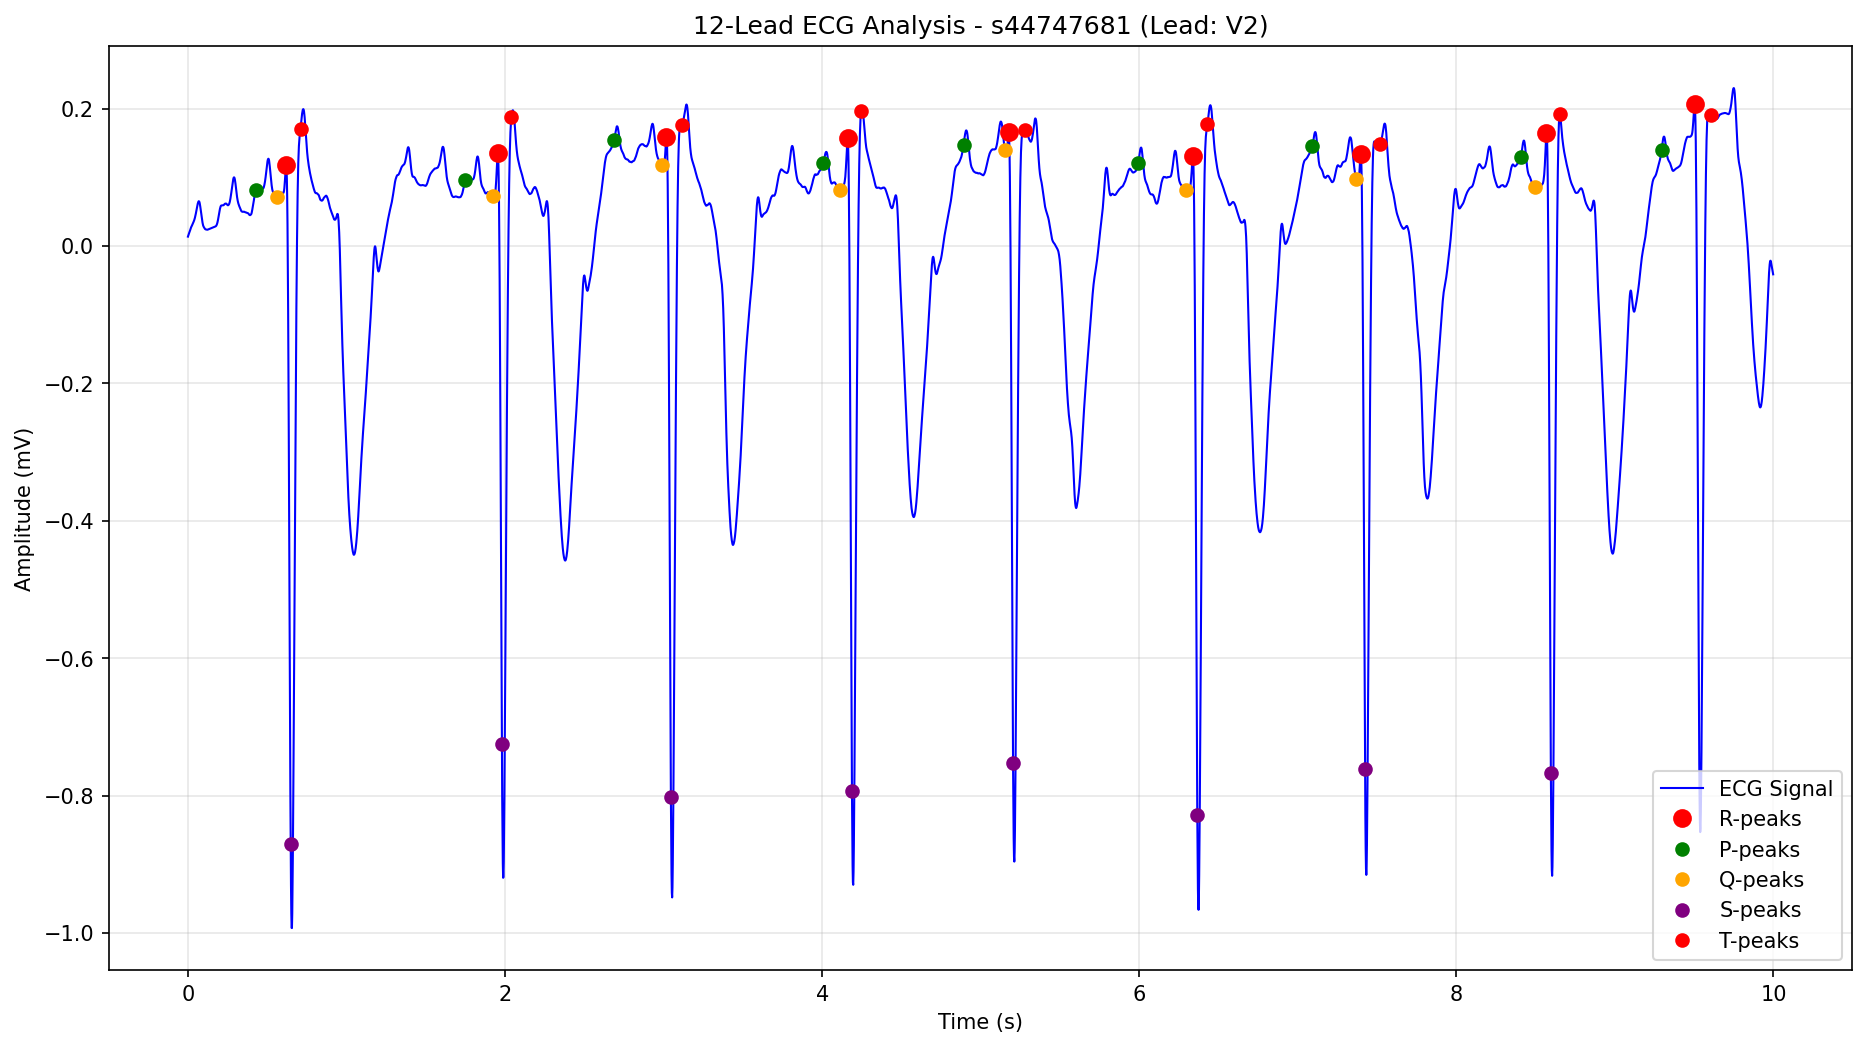 12-Lead ECG Analysis - s44747681 (Lead: V2)
Amplitude (mV)
0.2
0.0
−0.2
−0.4
−0.6
−0.8
−1.0
ECG Signal
R-peaks
P-peaks
Q-peaks
S-peaks
T-peaks
0 2 4 6 8 10
Time (s)